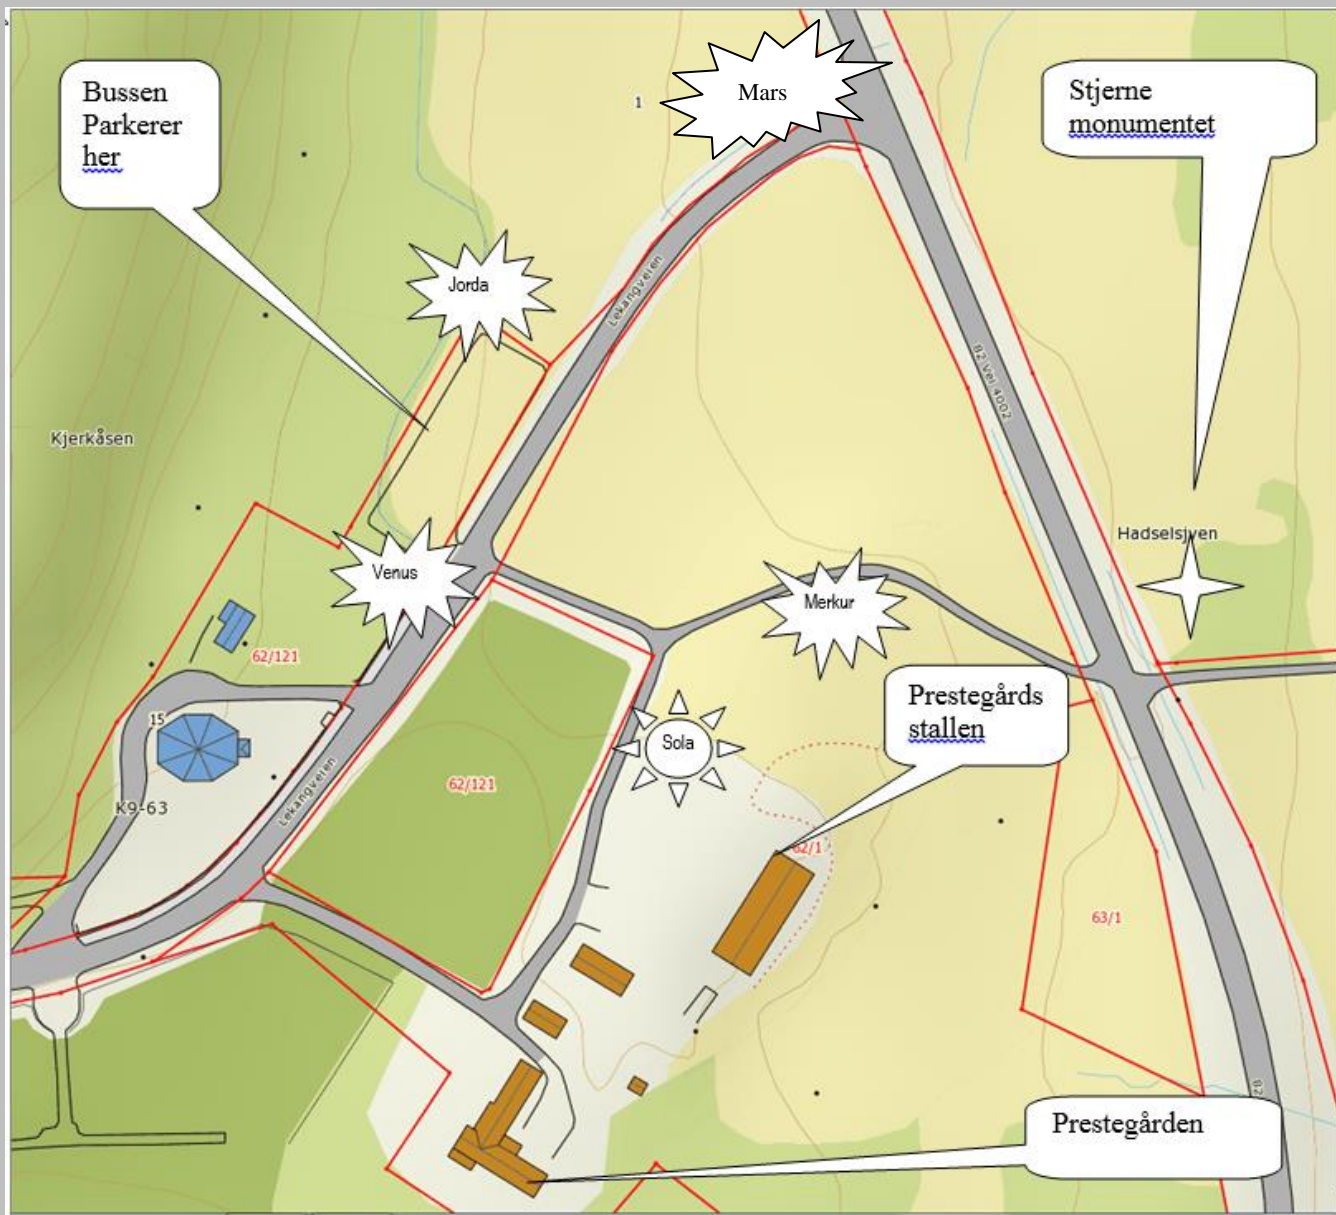 Bussen
Parkerer
her
1
Mars
Stjerne
monumentet
Jorda
Lekangveien
82 Vei 4002
Kjerkåsen
Hadselsjyen
Venus
Merkur
62/121
15
Prestegårds
stallen
Sola
62/121
K9-63
Lekangveien
62/1
63/1
82
Prestegården